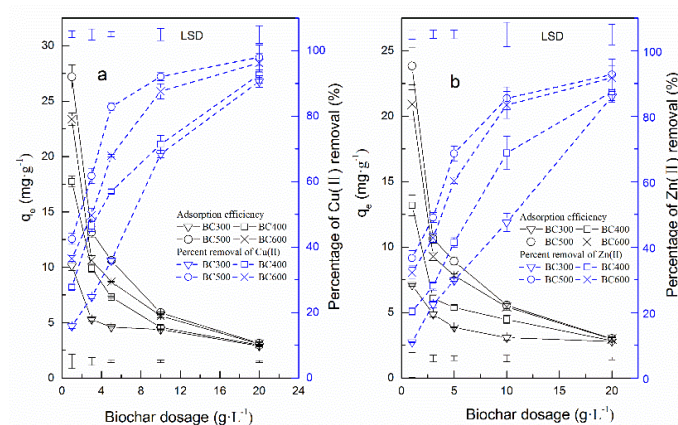 LSD
a
30
25
20
15
10
5
0
q_e (mg·g⁻¹)
100
80
60
40
20
0
Percentage of Cu(Ⅱ) removal (%)
Adsorption efficiency
BC300 BC400
BC500 BC600
Percent removal of Cu(II)
BC300 BC400
BC500 BC600
0 4 8 12 16 20 24
Biochar dosage (g·L⁻¹)
LSD
b
25
20
15
10
5
0
q_e (mg·g⁻¹)
100
80
60
40
20
0
Percentage of Zn(Ⅱ) removal (%)
Adsorption efficiency
BC300 BC400
BC500 BC600
Percent removal of Zn(II)
BC300 BC400
BC500 BC600
0 5 10 15 20
Biochar dosage (g·L⁻¹)